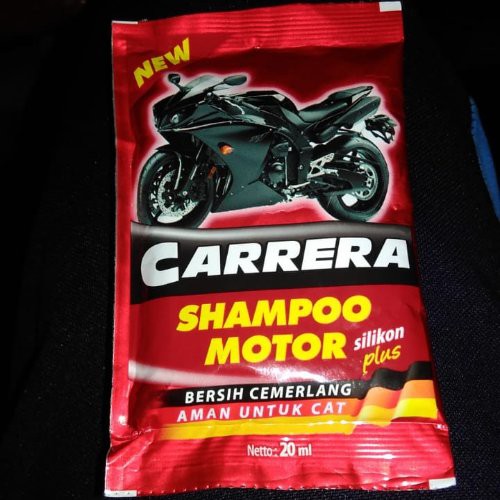 NEW
CARRERA
SHAMPOO
MOTOR silikon
plus
BERSIH CEMERLANG
AMAN UNTUK CAT
Netto : 20 ml